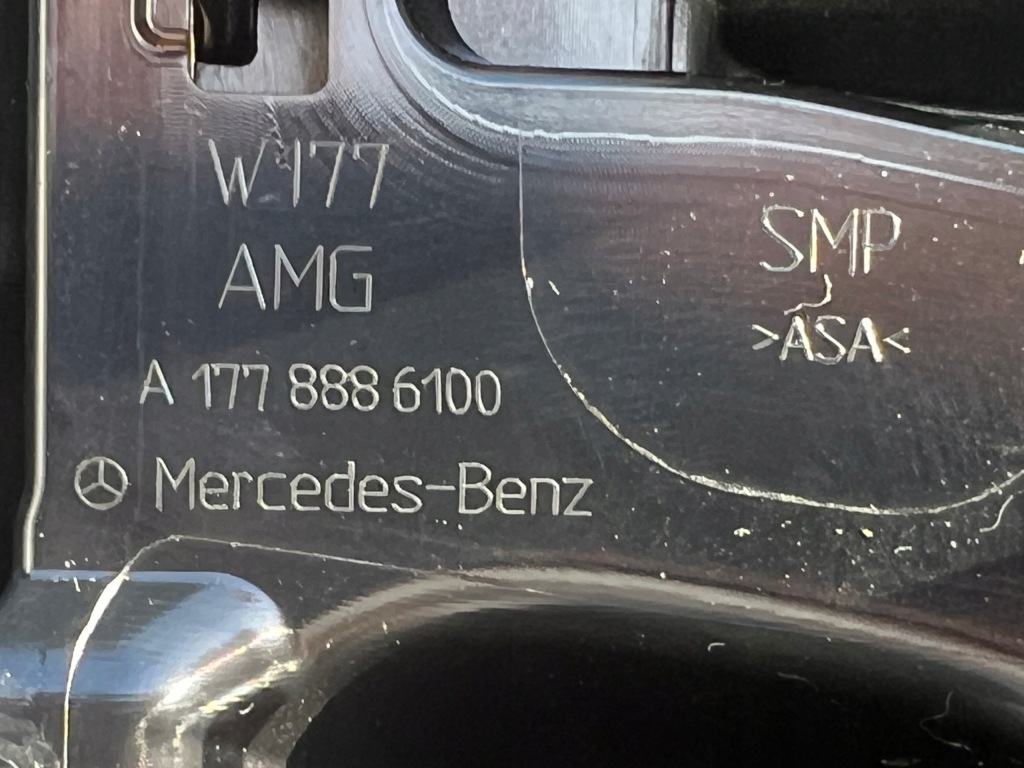 W177
AMG
A 177 888 6100
Mercedes-Benz
SMP
>ASA<